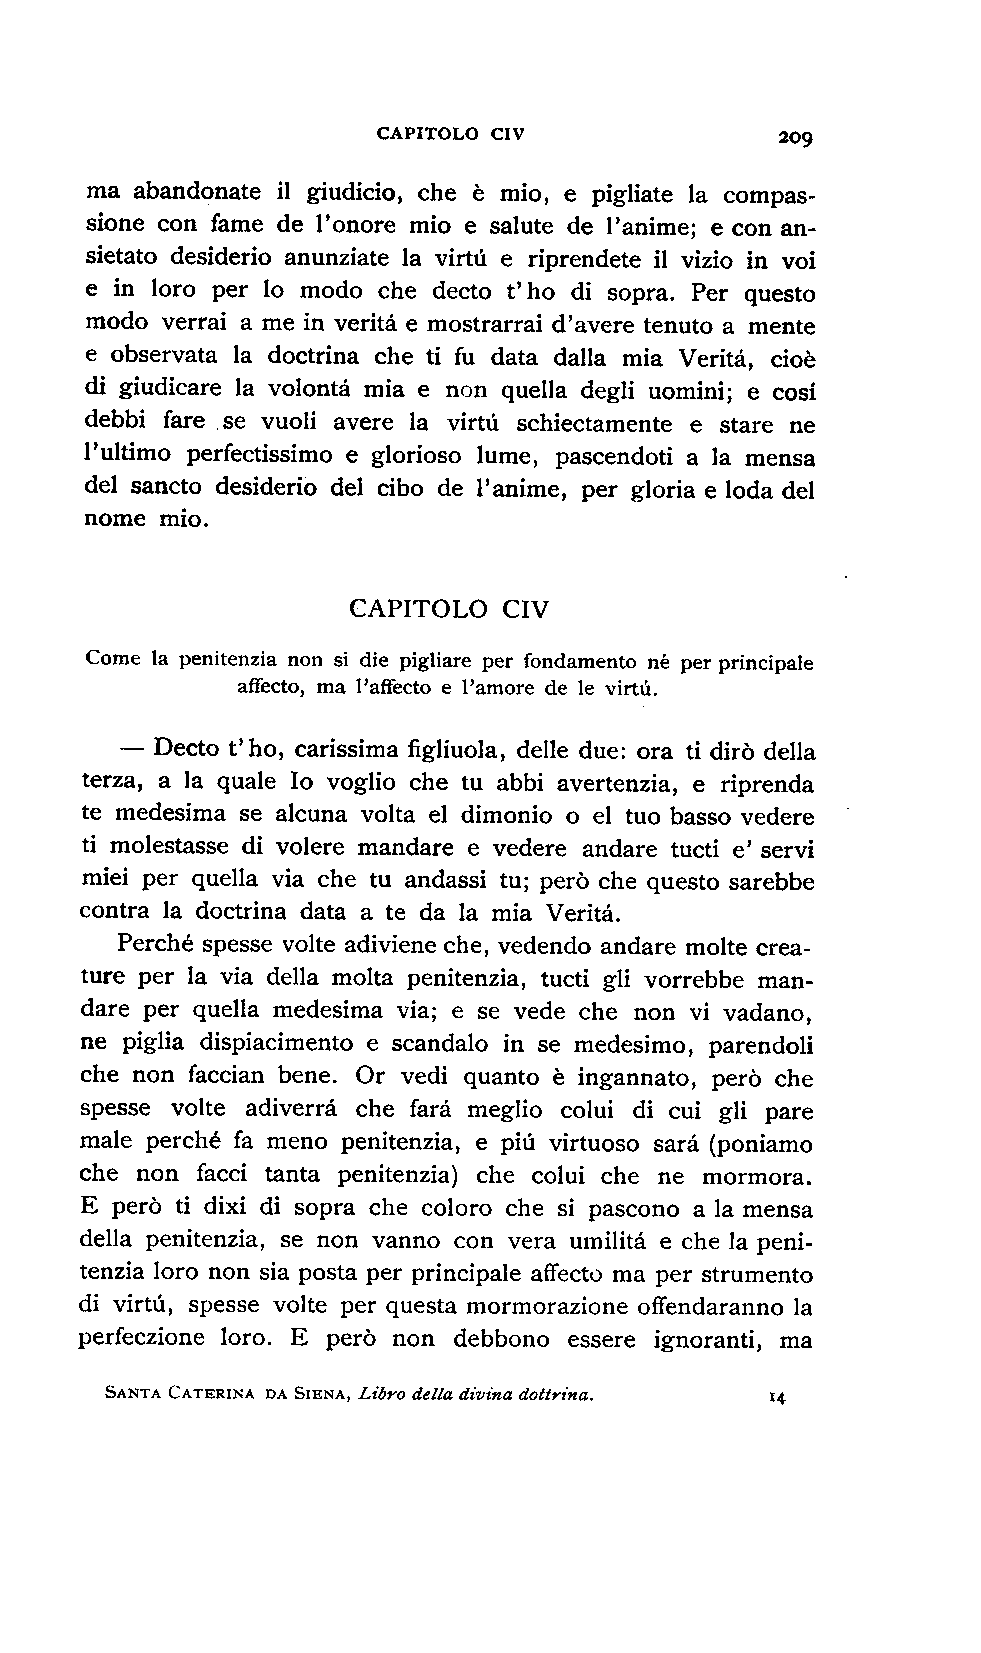 CAPITOLO CIV 209
ma abandonate il giudicio, che è mio, e pigliate la compas-
sione con fame de l'onore mio e salute de l'anime; e con an-
sietato desiderio anunziate la virtú e riprendete il vizio in voi
e in loro per lo modo che decto t'ho di sopra. Per questo
modo verrai a me in veritá e mostrarrai d'avere tenuto a mente
e observata la doctrina che ti fu data dalla mia Veritá, cioè
di giudicare la volontá mia e non quella degli uomini; e cosí
debbi fare se vuoli avere la virtú schiectamente e stare ne
l'ultimo perfectissimo e glorioso lume, pascendoti a la mensa
del sancto desiderio del cibo de l'anime, per gloria e loda del
nome mio.
CAPITOLO CIV
Come la penitenzia non si die pigliare per fondamento né per principale
affecto, ma l'affecto e l'amore de le virtú.
— Decto t'ho, carissima figliuola, delle due: ora ti dirò della
terza, a la quale Io voglio che tu abbi avertenzia, e riprenda
te medesima se alcuna volta el dimonio o el tuo basso vedere
ti molestasse di volere mandare e vedere andare tucti e' servi
miei per quella via che tu andassi tu; però che questo sarebbe
contra la doctrina data a te da la mia Veritá.
Perché spesse volte adiviene che, vedendo andare molte crea-
ture per la via della molta penitenzia, tucti gli vorrebbe man-
dare per quella medesima via; e se vede che non vi vadano,
ne piglia dispiacimento e scandalo in se medesimo, parendoli
che non faccian bene. Or vedi quanto è ingannato, però che
spesse volte adiverrá che fará meglio colui di cui gli pare
male perché fa meno penitenzia, e piú virtuoso sará (poniamo
che non facci tanta penitenzia) che colui che ne mormora.
E però ti dixi di sopra che coloro che si pascono a la mensa
della penitenzia, se non vanno con vera umilitá e che la peni-
tenzia loro non sia posta per principale affecto ma per strumento
di virtú, spesse volte per questa mormorazione offendaranno la
perfeczione loro. E però non debbono essere ignoranti, ma
SANTA CATERINA DA SIENA, Libro della divina dottrina. 14